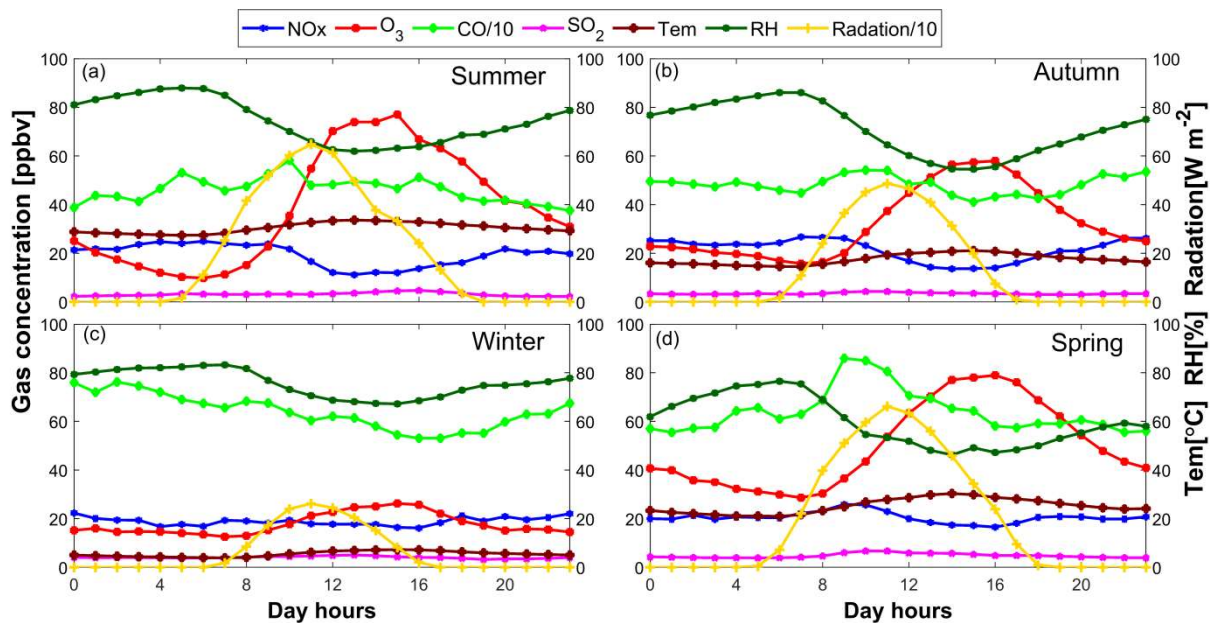 NOx O3 CO/10 SO2 Tem RH Radation/10
(a) Summer
100 80 60 40 20 0
100 80 60 40 20 0
(b) Autumn
100 80 60 40 20 0
100 80 60 40 20 0
(c) Winter
100 80 60 40 20 0
100 80 60 40 20 0
0 4 8 12 16 20
Day hours
(d) Spring
100 80 60 40 20 0
100 80 60 40 20 0
0 4 8 12 16 20
Day hours
Gas concentration [ppbv]
Tem[°C] RH[%] Radiation[W m-2]